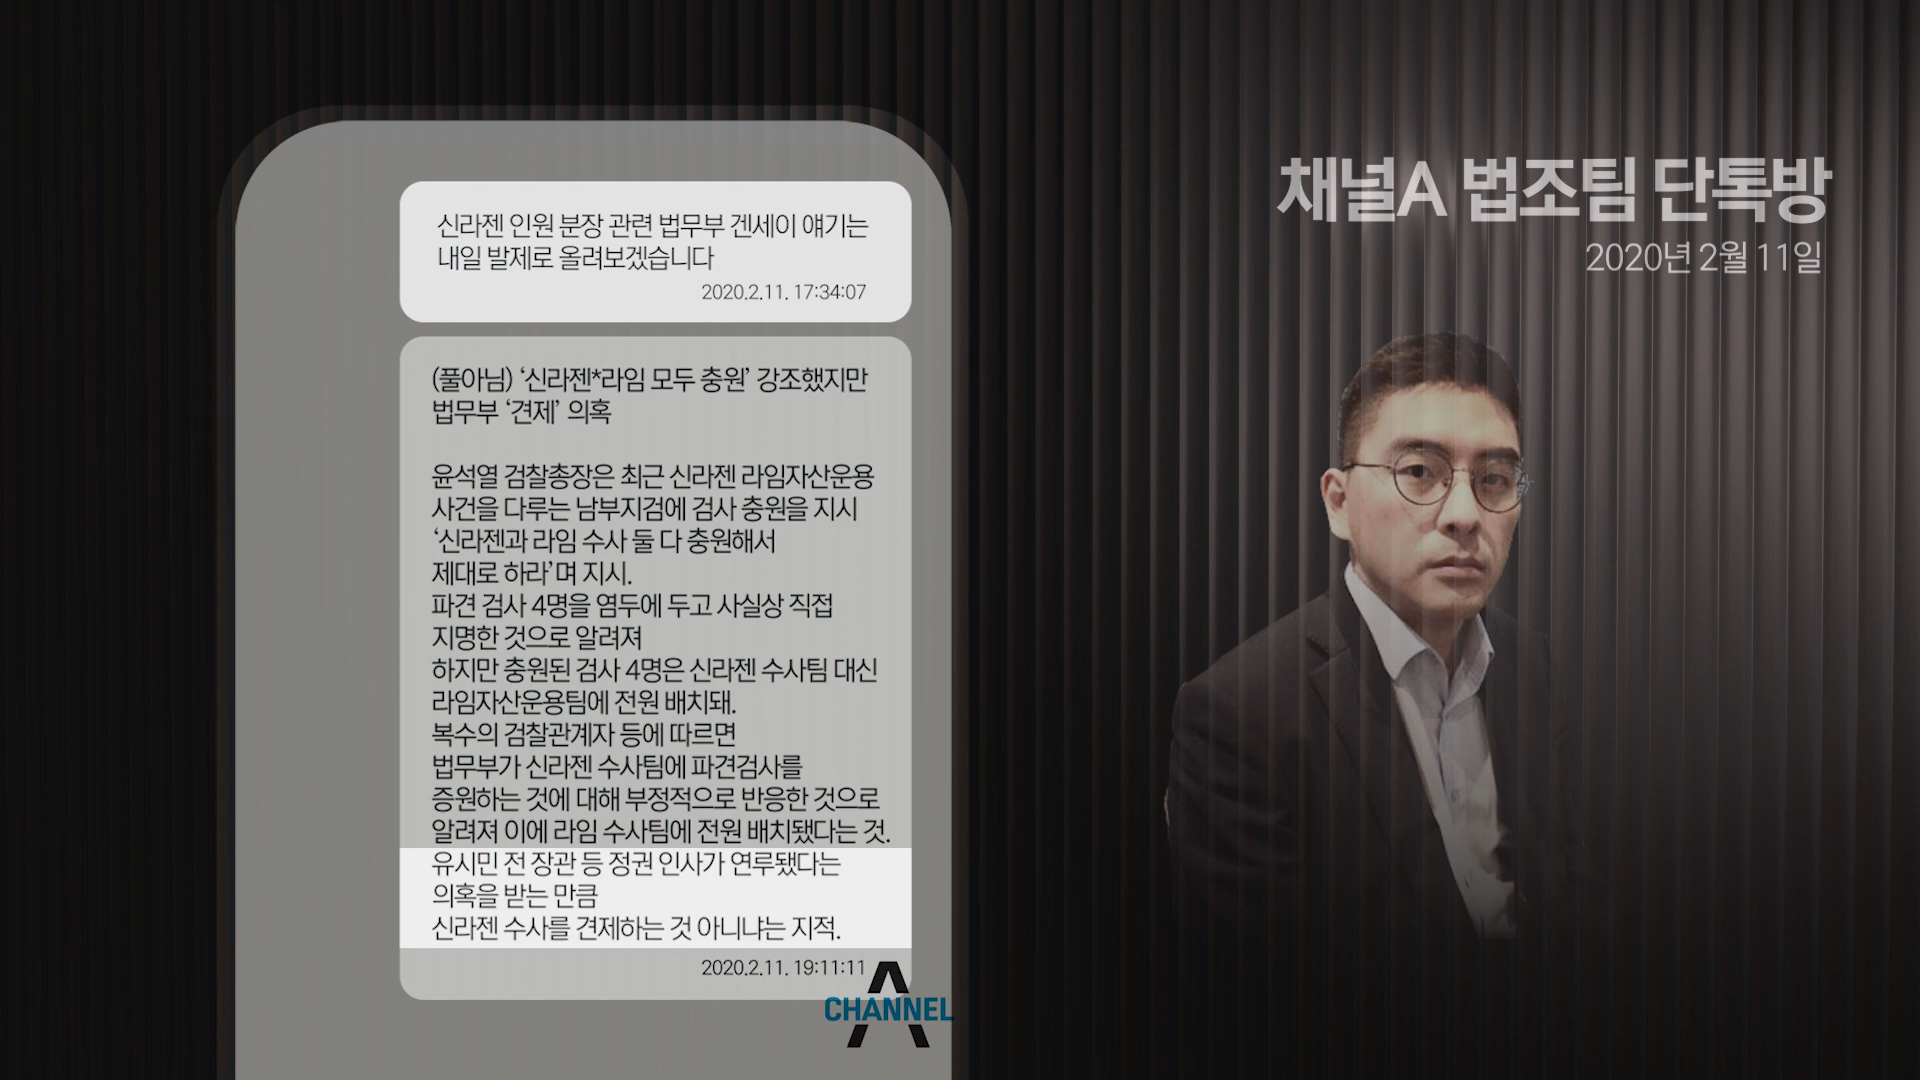 채널A 법조팀 단톡방
2020년 2월 11일
신라젠 인원 분장 관련 법무부 겐세이 얘기는
내일 발제로 올려보겠습니다
2020.2.11. 17:34:07
(풀아님) ‘신라젠*라임 모두 충원’ 강조했지만
법무부 ‘견제’ 의혹
윤석열 검찰총장은 최근 신라젠 라임자산운용
사건을 다루는 남부지검에 검사 충원을 지시
‘신라젠과 라임 수사 둘 다 충원해서
제대로 하라’며 지시.
파견 검사 4명을 염두에 두고 사실상 직접
지명한 것으로 알려져
하지만 충원된 검사 4명은 신라젠 수사팀 대신
라임자산운용팀에 전원 배치돼.
복수의 검찰관계자 등에 따르면
법무부가 신라젠 수사팀에 파견검사를
증원하는 것에 대해 부정적으로 반응한 것으로
알려져 이에 라임 수사팀에 전원 배치됐다는 것.
유시민 전 장관 등 정권 인사가 연루됐다는
의혹을 받는 만큼
신라젠 수사를 견제하는 것 아니냐는 지적.
2020.2.11. 19:11:11
CHANNEL A